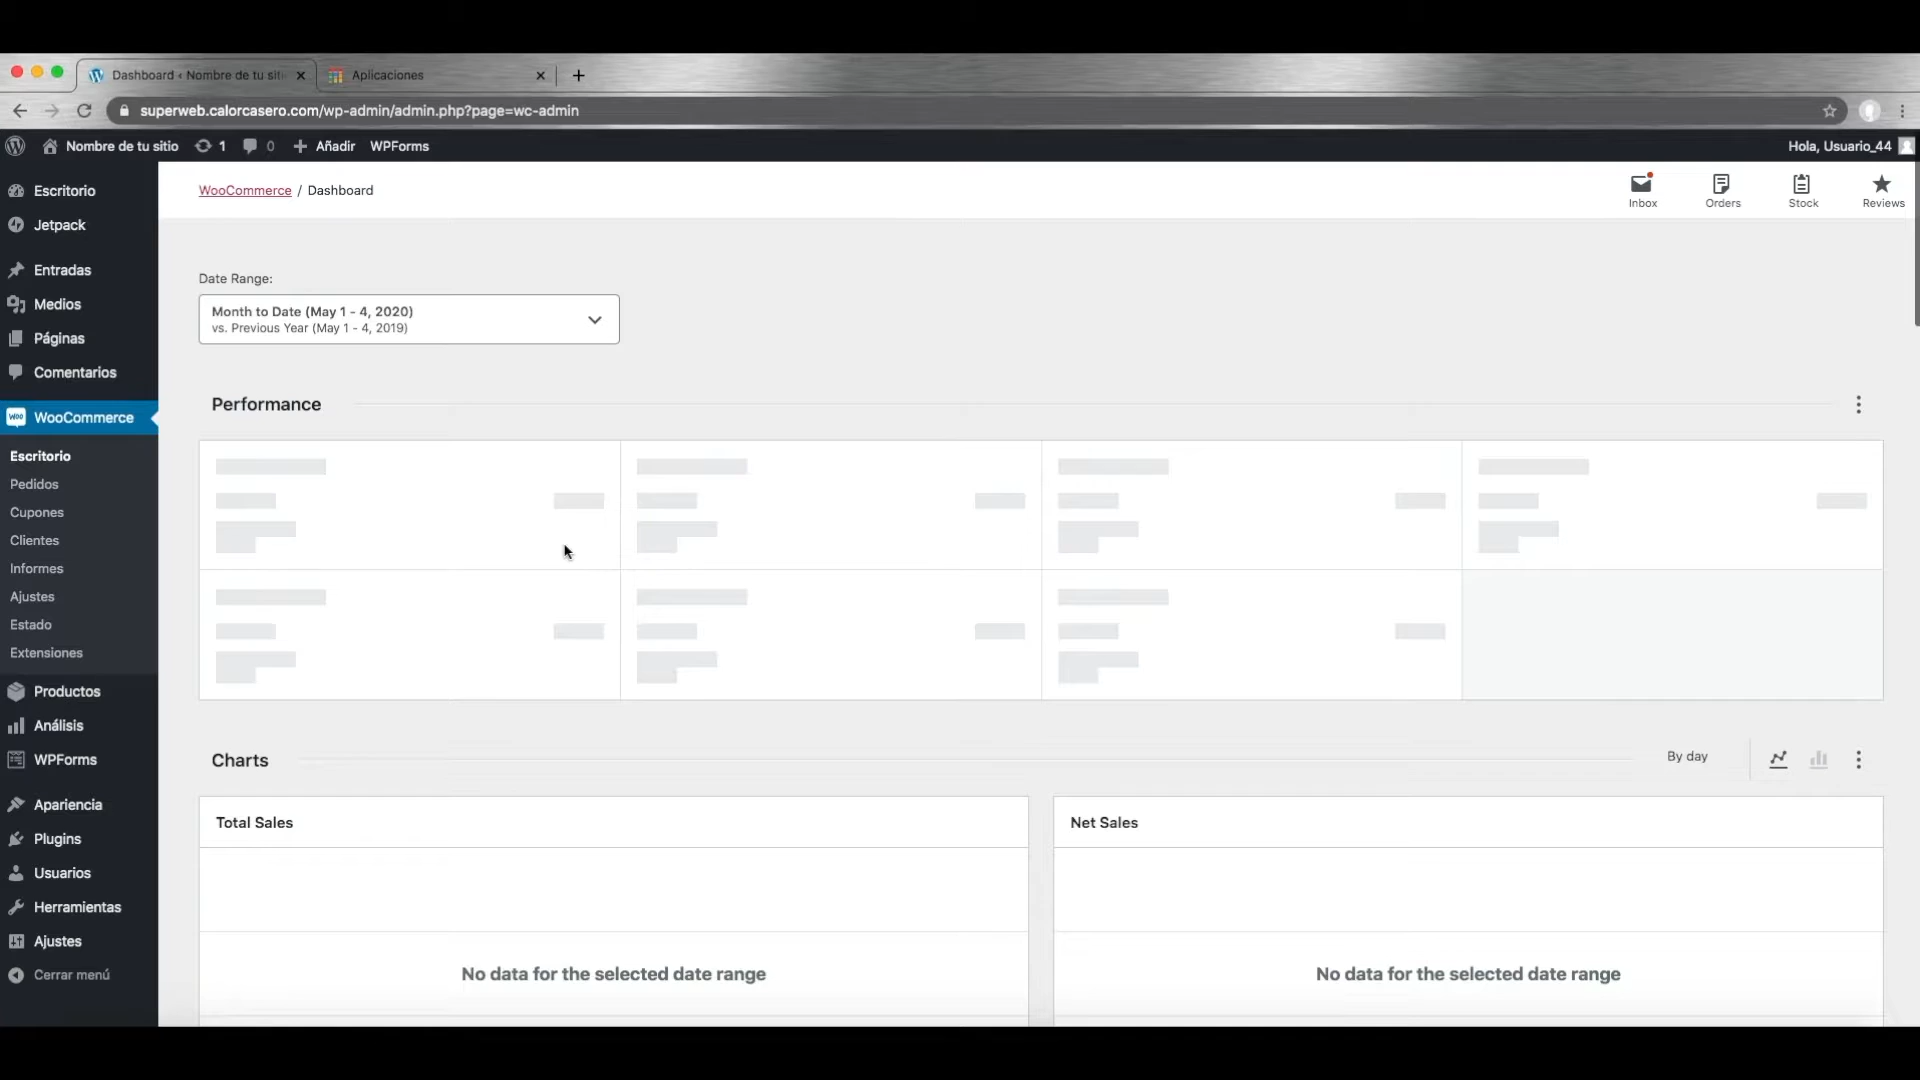 Dashboard ‹ Nombre de tu siti
Aplicaciones
superweb.calorcasero.com/wp-admin/admin.php?page=wc-admin
Nombre de tu sitio
1
0
Añadir
WPForms
Hola, Usuario_44
Escritorio
Jetpack
Entradas
Medios
Páginas
Comentarios
Woo
WooCommerce
Escritorio
Pedidos
Cupones
Clientes
Informes
Ajustes
Estado
Extensiones
Productos
Análisis
WPForms
Apariencia
Plugins
Usuarios
Herramientas
Ajustes
Cerrar menú
WooCommerce / Dashboard
Inbox
Orders
Stock
Reviews
Date Range:
Month to Date (May 1 - 4, 2020)
vs. Previous Year (May 1 - 4, 2019)
Performance
Charts
By day
Total Sales
Net Sales
No data for the selected date range
No data for the selected date range